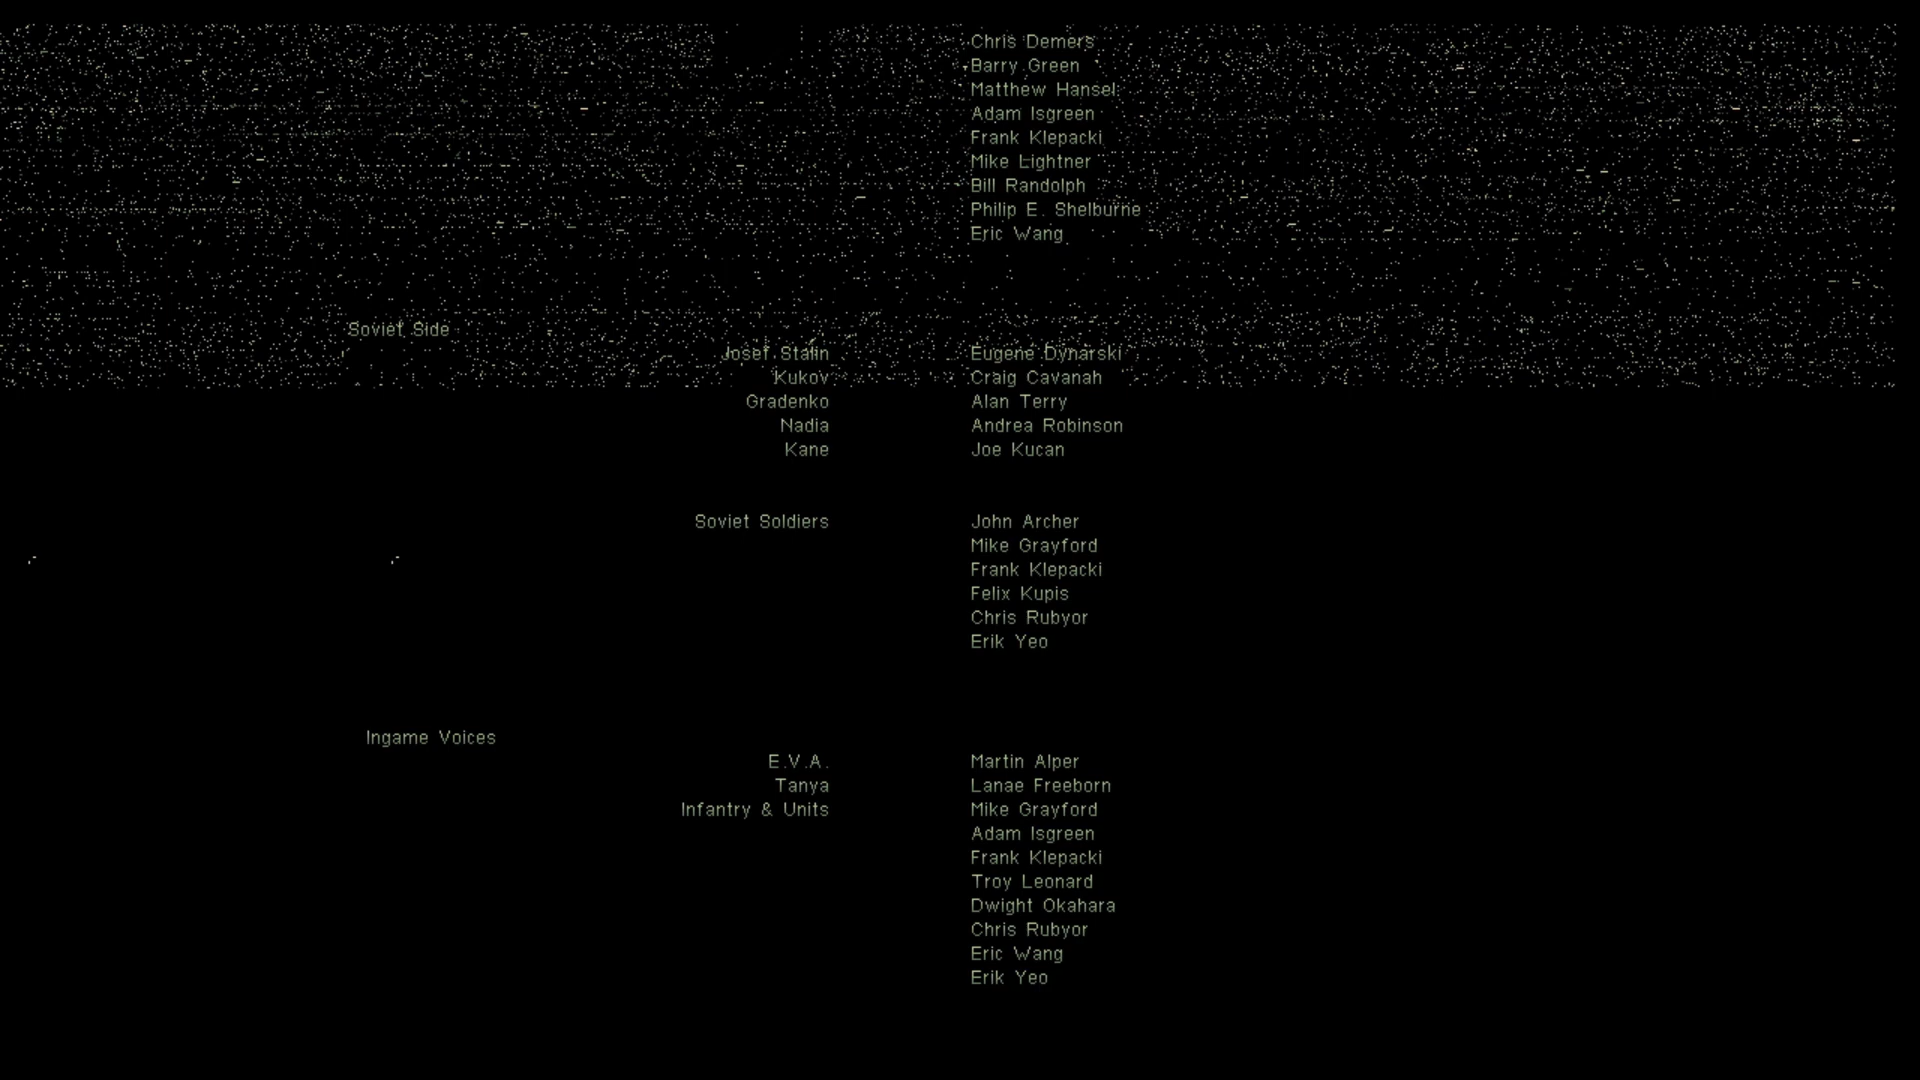 Chris Demers
Barry Green
Matthew Hansel
Adam Isgreen
Frank Klepacki
Mike Lightner
Bill Randolph
Philip E. Shelburne
Eric Wang
Soviet Side
Josef Stalin Eugene Dynarski
Kukov Craig Cavanah
Gradenko Alan Terry
Nadia Andrea Robinson
Kane Joe Kucan
Soviet Soldiers John Archer
Mike Grayford
Frank Klepacki
Felix Kupis
Chris Rubyor
Erik Yeo
Ingame Voices
E.V.A. Martin Alper
Tanya Lanae Freeborn
Infantry & Units Mike Grayford
Adam Isgreen
Frank Klepacki
Troy Leonard
Dwight Okahara
Chris Rubyor
Eric Wang
Erik Yeo